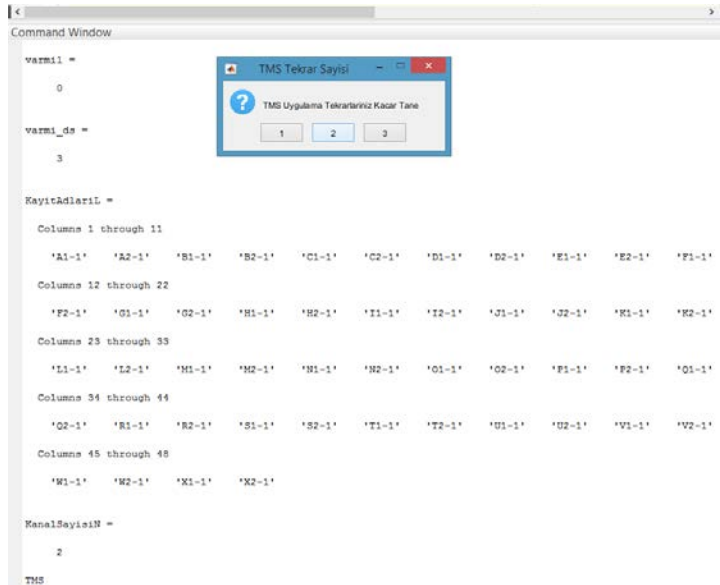 Command Window
varmi1 =
0
varmi_ds =
3
TMS Tekrar Sayisi
TMS Uygulama Tekrarlariniz Kacar Tane
1 2 3
KayitAdlariL =
Columns 1 through 11
'A1-1' 'A2-1' 'B1-1' 'B2-1' 'C1-1' 'C2-1' 'D1-1' 'D2-1' 'E1-1' 'E2-1' 'F1-1'
Columns 12 through 22
'F2-1' 'G1-1' 'G2-1' 'H1-1' 'H2-1' 'I1-1' 'I2-1' 'J1-1' 'J2-1' 'K1-1' 'K2-1'
Columns 23 through 33
'L1-1' 'L2-1' 'M1-1' 'M2-1' 'N1-1' 'N2-1' 'O1-1' 'O2-1' 'P1-1' 'P2-1' 'Q1-1'
Columns 34 through 44
'Q2-1' 'R1-1' 'R2-1' 'S1-1' 'S2-1' 'T1-1' 'T2-1' 'U1-1' 'U2-1' 'V1-1' 'V2-1'
Columns 45 through 48
'W1-1' 'W2-1' 'X1-1' 'X2-1'
KanalSayisiN =
2
TMS